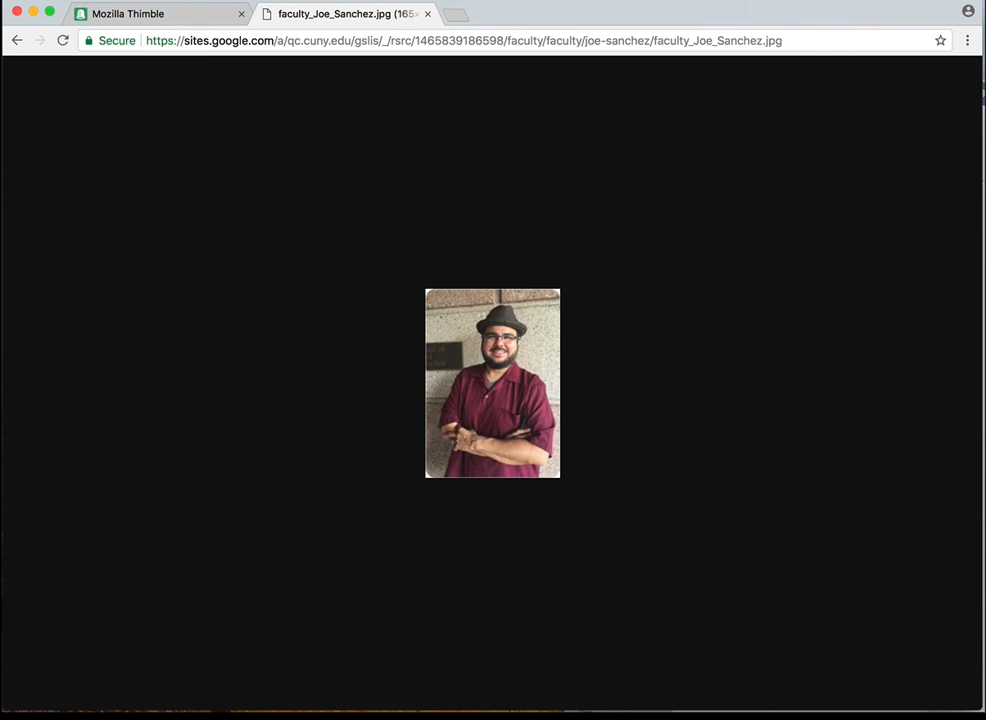 Mozilla Thimble
faculty_Joe_Sanchez.jpg (165×
Secure
https://sites.google.com/a/qc.cuny.edu/gslis/_/rsrc/1465839186598/faculty/faculty/joe-sanchez/faculty_Joe_Sanchez.jpg